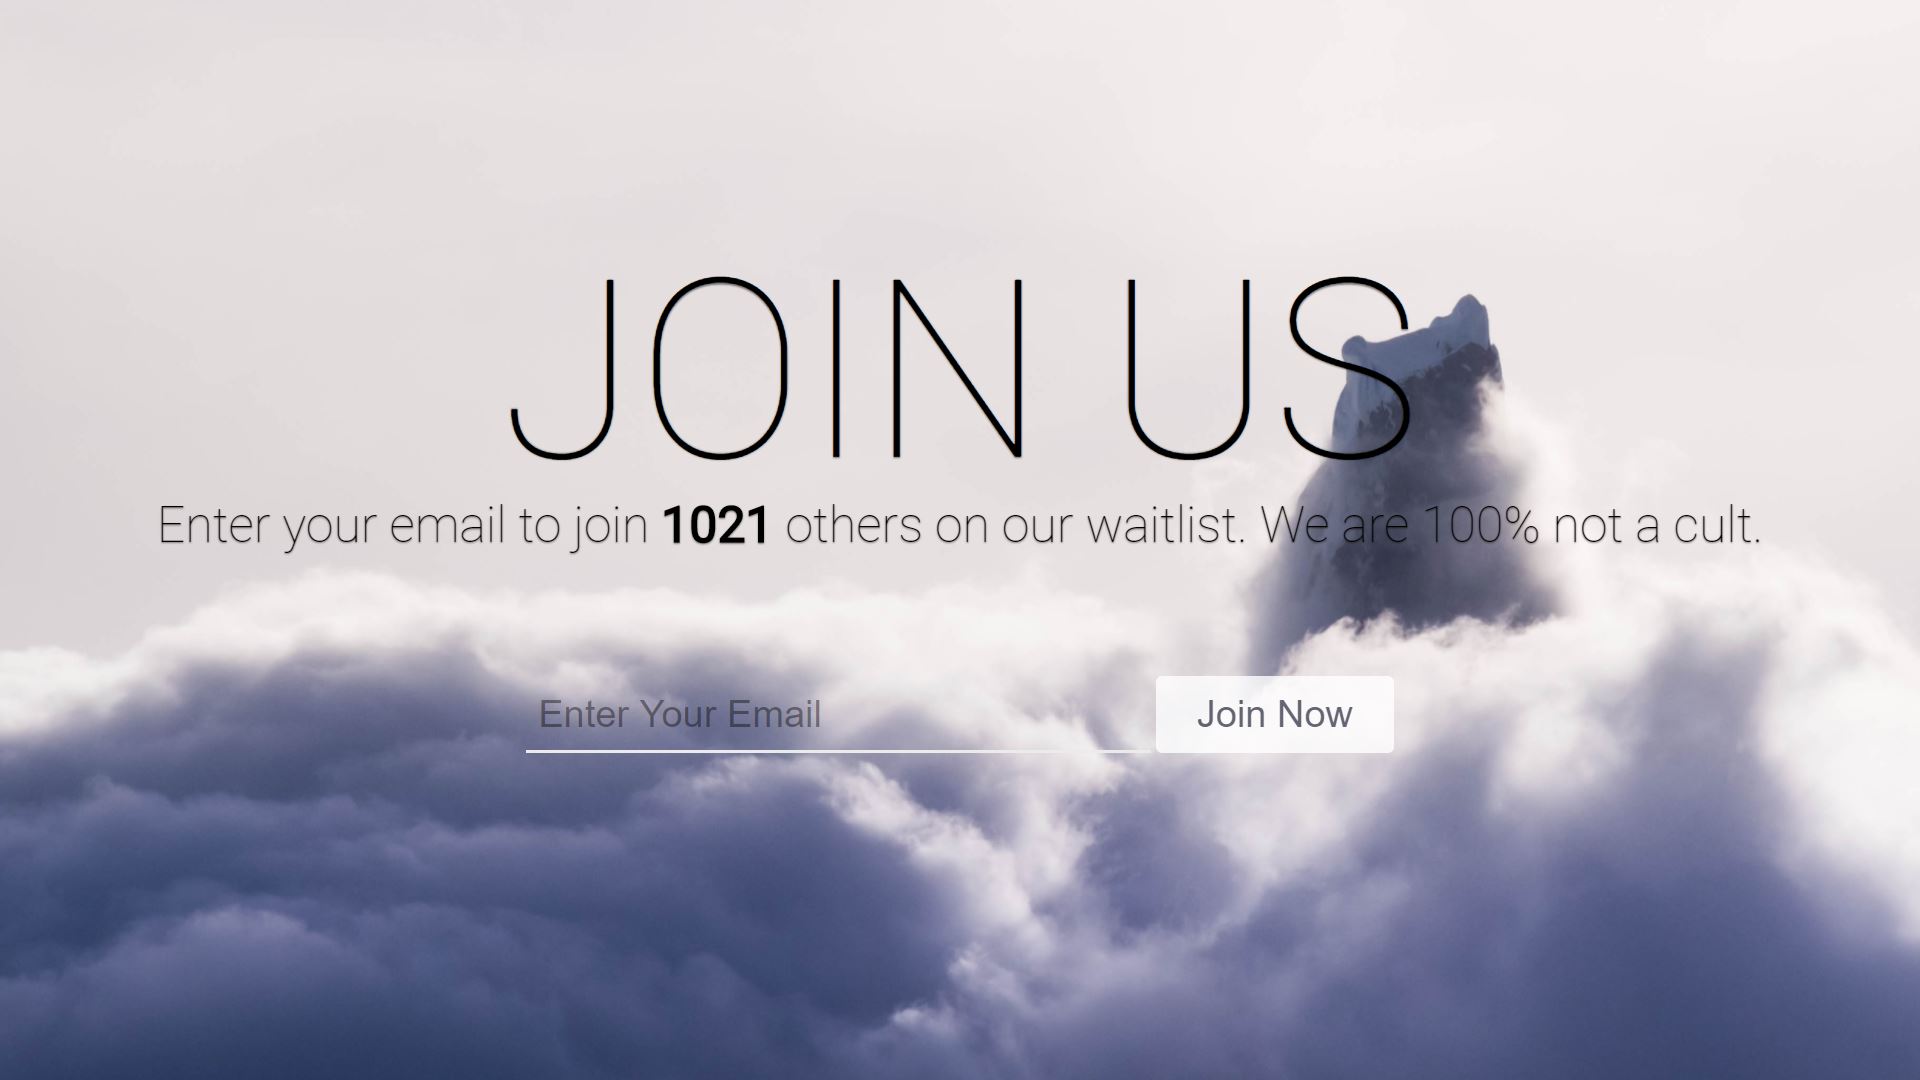 JOIN US
Enter your email to join 1021 others on our waitlist. We are 100% not a cult.
Enter Your Email
Join Now